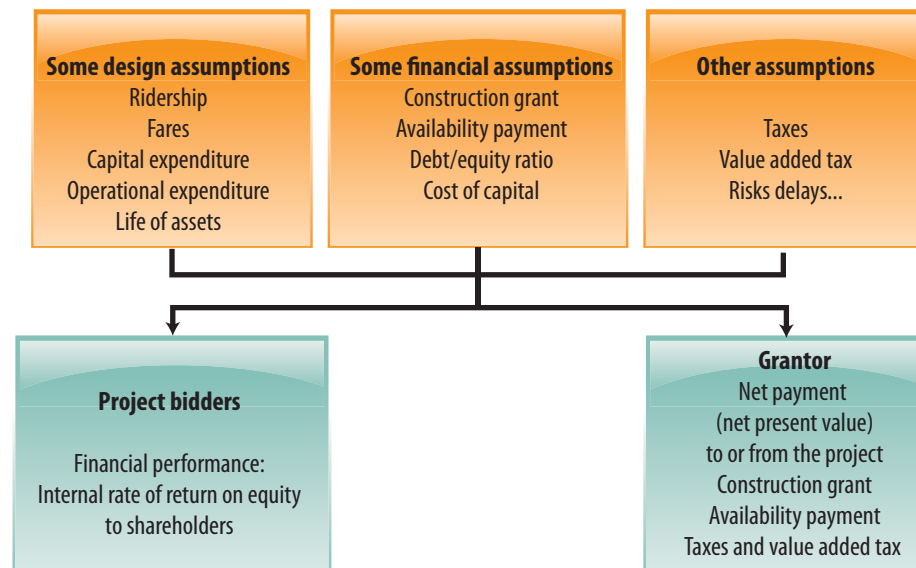 Some design assumptions
Ridership
Fares
Capital expenditure
Operational expenditure
Life of assets
Some financial assumptions
Construction grant
Availability payment
Debt/equity ratio
Cost of capital
Other assumptions
Taxes
Value added tax
Risks delays...
Project bidders
Financial performance:
Internal rate of return on equity
to shareholders
Grantor
Net payment
(net present value)
to or from the project
Construction grant
Availability payment
Taxes and value added tax